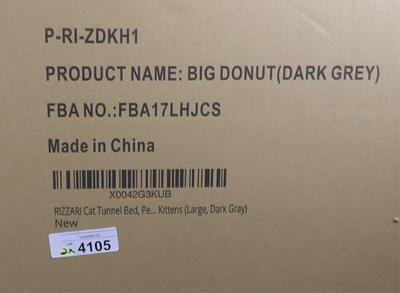 P-RI-ZDKH1
PRODUCT NAME: BIG DONUT(DARK GREY)
FBA NO.:FBA17LHJCS
Made in China
X0042G3KUB
RIZZARI Cat Tunnel Bed, Pe... Kittens (Large, Dark Gray)
New
2x 4105